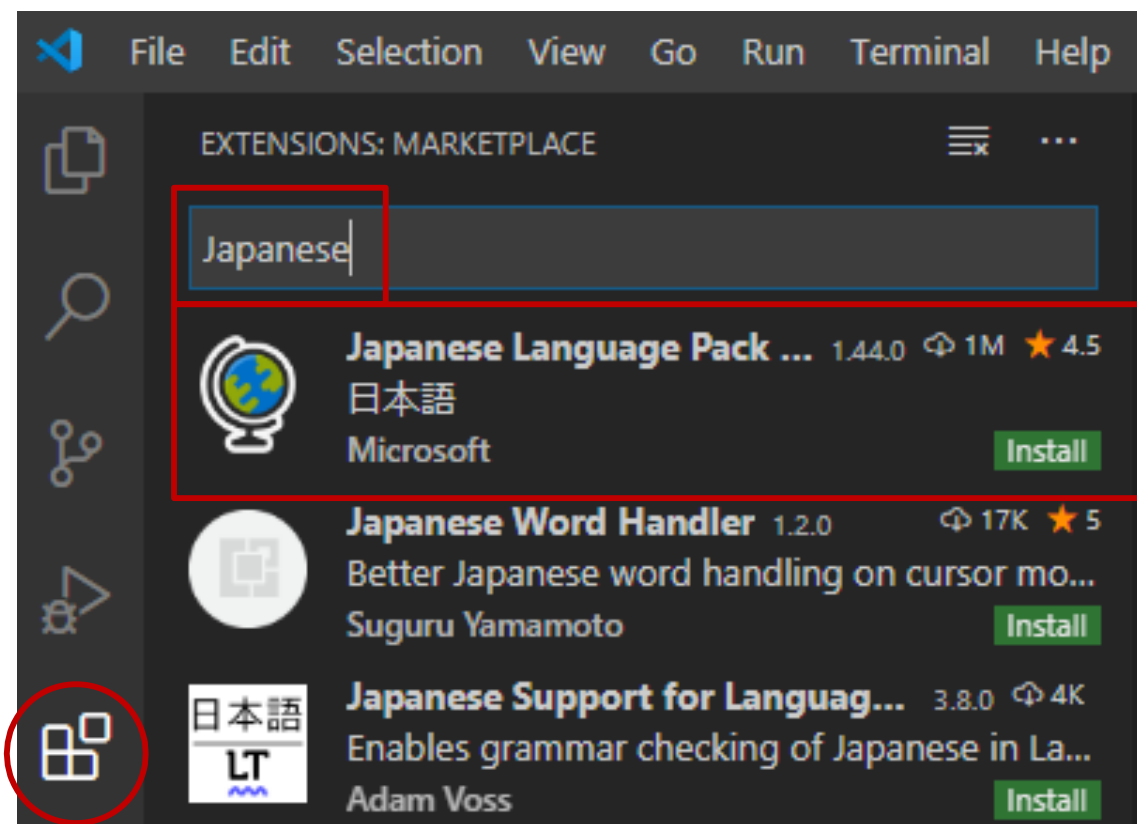 File Edit Selection View Go Run Terminal Help
EXTENSIONS: MARKETPLACE
Japanese
Japanese Language Pack ... 1.44.0 1M 4.5
日本語
Microsoft Install
Japanese Word Handler 1.2.0 17K 5
Better Japanese word handling on cursor mo...
Suguru Yamamoto Install
日本語
LT
Japanese Support for Languag... 3.8.0 4K
Enables grammar checking of Japanese in La...
Adam Voss Install